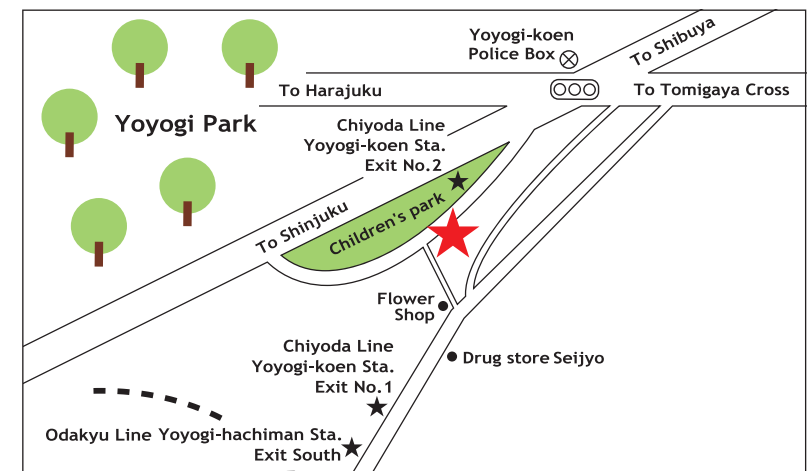 Yoyogi-koen
Police Box
To Shibuya
To Harajuku
To Tomigaya Cross
Yoyogi Park
Chiyoda Line
Yoyogi-koen Sta.
Exit No.2
Children's park
To Shinjuku
Flower
Shop
Chiyoda Line
Yoyogi-koen Sta.
Exit No.1
Drug store Seijyo
Odakyu Line Yoyogi-hachiman Sta.
Exit South